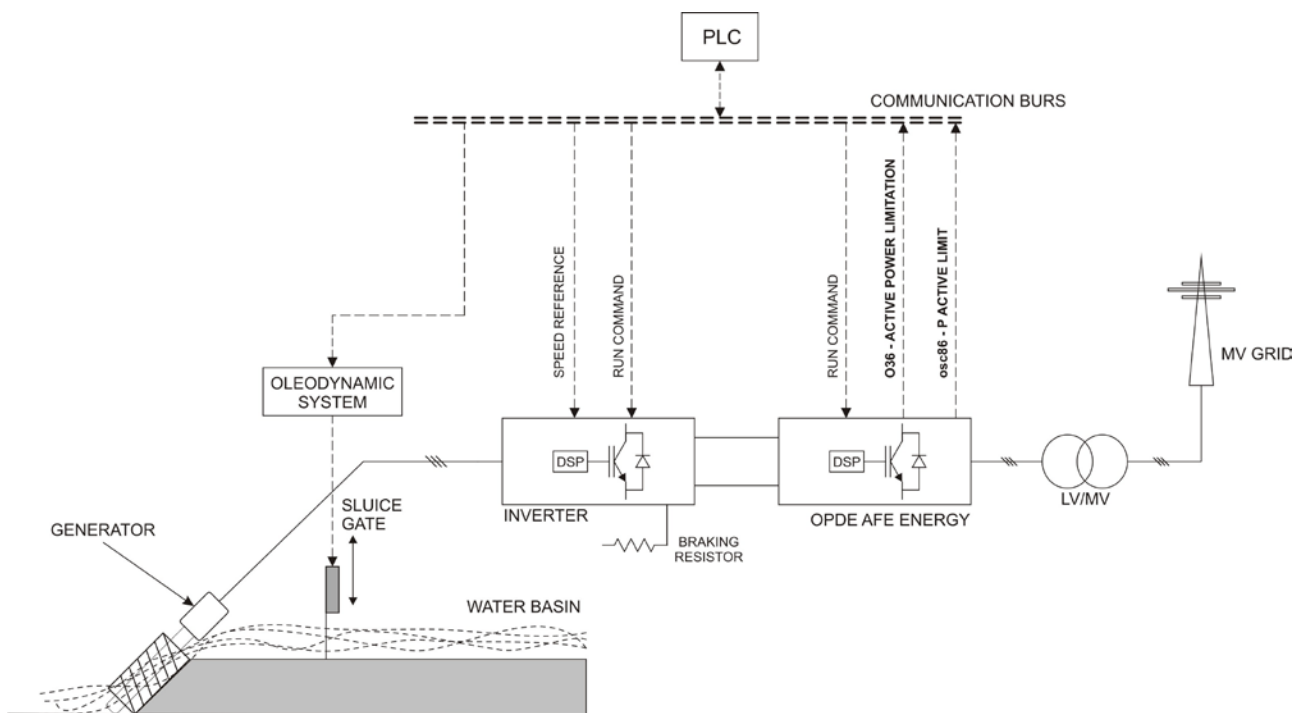 PLC
COMMUNICATION BURS
SPEED REFERENCE
RUN COMMAND
RUN COMMAND
O36 - ACTIVE POWER LIMITATION
osc86 - P ACTIVE LIMIT
MV GRID
OLEODYNAMIC
SYSTEM
DSP
DSP
LV/MV
SLUICE
GATE
INVERTER
OPDE AFE ENERGY
GENERATOR
BRAKING
RESISTOR
WATER BASIN